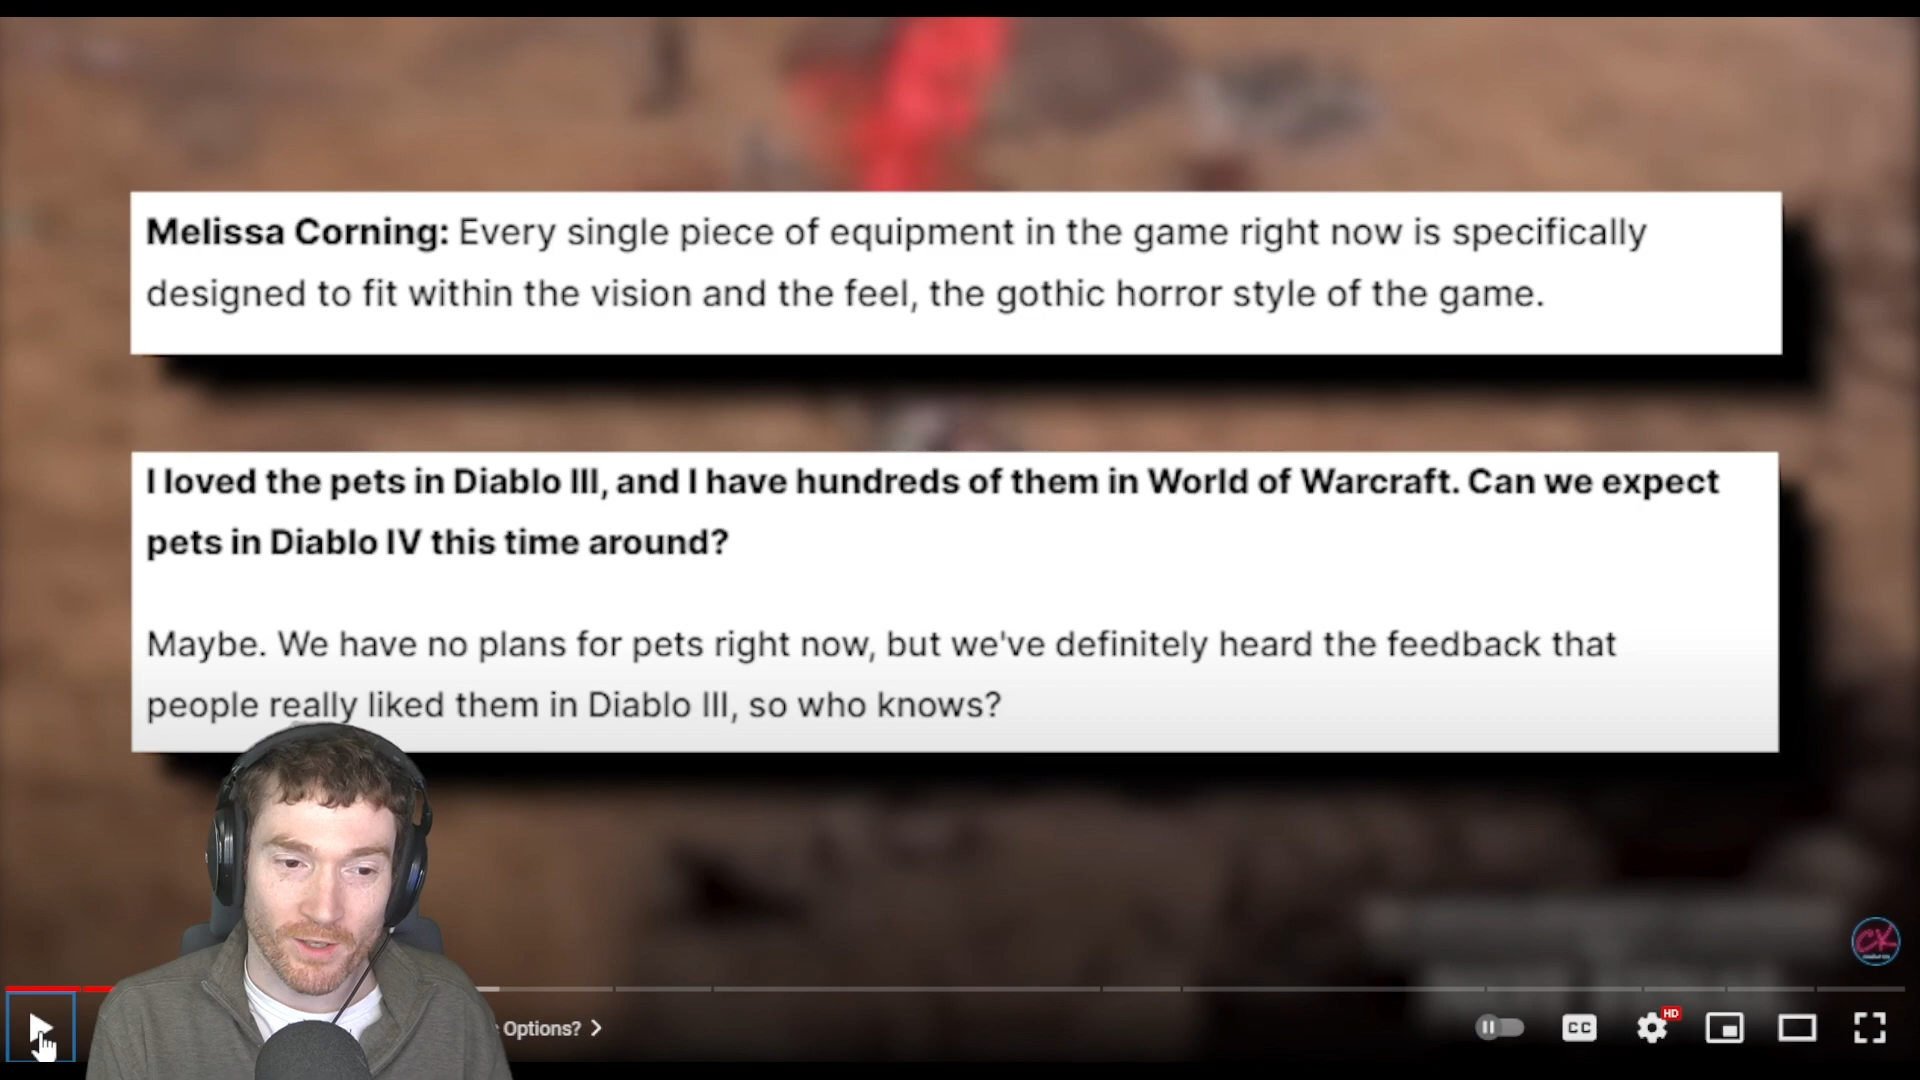 Melissa Corning: Every single piece of equipment in the game right now is specifically
designed to fit within the vision and the feel, the gothic horror style of the game.
I loved the pets in Diablo III, and I have hundreds of them in World of Warcraft. Can we expect
pets in Diablo IV this time around?
Maybe. We have no plans for pets right now, but we've definitely heard the feedback that
people really liked them in Diablo III, so who knows?
CK
Options?
CC
HD